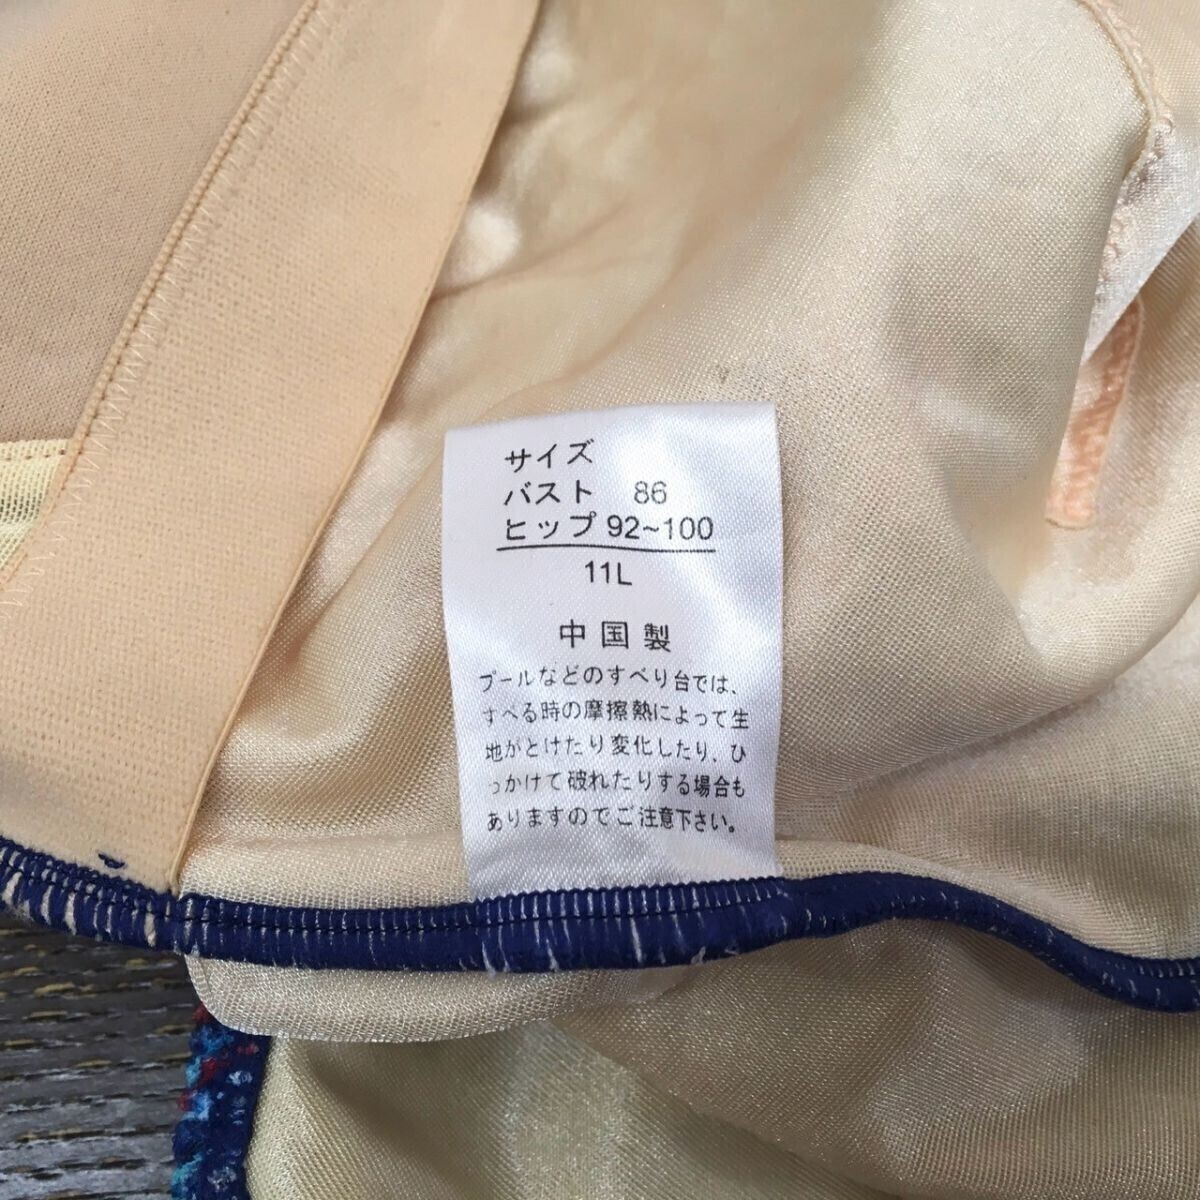 サイズ
バスト 86
ヒップ 92~100
11L
中国製
プールなどのすべり台では、
すべる時の摩擦熱によって生
地がとけたり変化したり、ひ
っかけて破れたりする場合も
ありますのでご注意下さい。